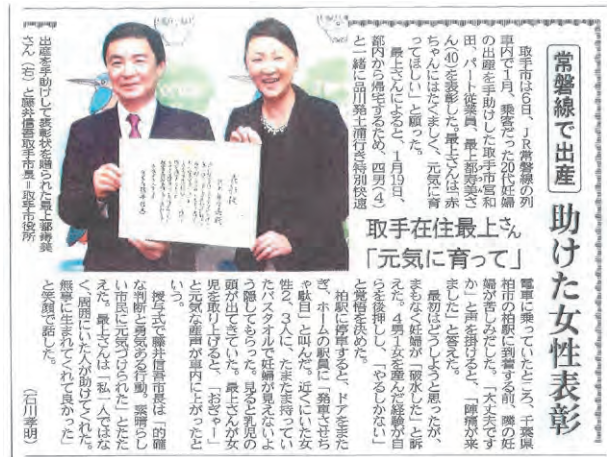 常磐線で出産
助けた女性表彰
取手在住最上さん
「元気に育って」
取手市は6日、JR常磐線の列
車内で1月、乗客だった20代妊婦
の出産を手助けした取手市宮和
田、パート従業員、最上都寿美さ
ん(40)を表彰した。最上さんは「赤
ちゃんにはたくましく、元気に育
ってほしい」と願った。
最上さんによると、1月19日、
都内から帰宅するため、四男(4)
と一緒に品川発土浦行き特別快速
電車に乗っていたところ、千葉県
柏市の柏駅に到着する前、隣の妊
婦が苦しみだした。「大丈夫です
か」と声を掛けると、「陣痛が来
ました」と答えた。
最初はどうしようと思ったが、
まもなく妊婦が「破水した」と訴
えた。4男1女を産んだ経験が自
らを後押しし、「やるしかない」
と覚悟を決めた。
柏駅に停車すると、ドアをまた
ぎ、ホームの駅員に「発車させち
ゃ駄目」と叫んだ。近くにいた女
性2、3人に、たまたま持ってい
たバスタオルで妊婦が見えないよ
う隠してもらった。見ると乳児の
頭が出てきていた。最上さんが女
児を取り上げると、「おぎゃー」
と元気な産声が車内に上がったと
いう。
授与式で藤井信吾市長は「的確
な判断と勇気ある行動。素晴らし
い市民に元気づけられた」とたた
えた。最上さんは「私一人ではな
く、周囲にいた人が助けてくれた。
無事に生まれてくれて良かった」
と笑顔で話した。
(石川孝明)
出産を手助けして表彰状を贈られた最上都寿美
さん(右)と藤井信吾取手市長=取手市役所
表彰状